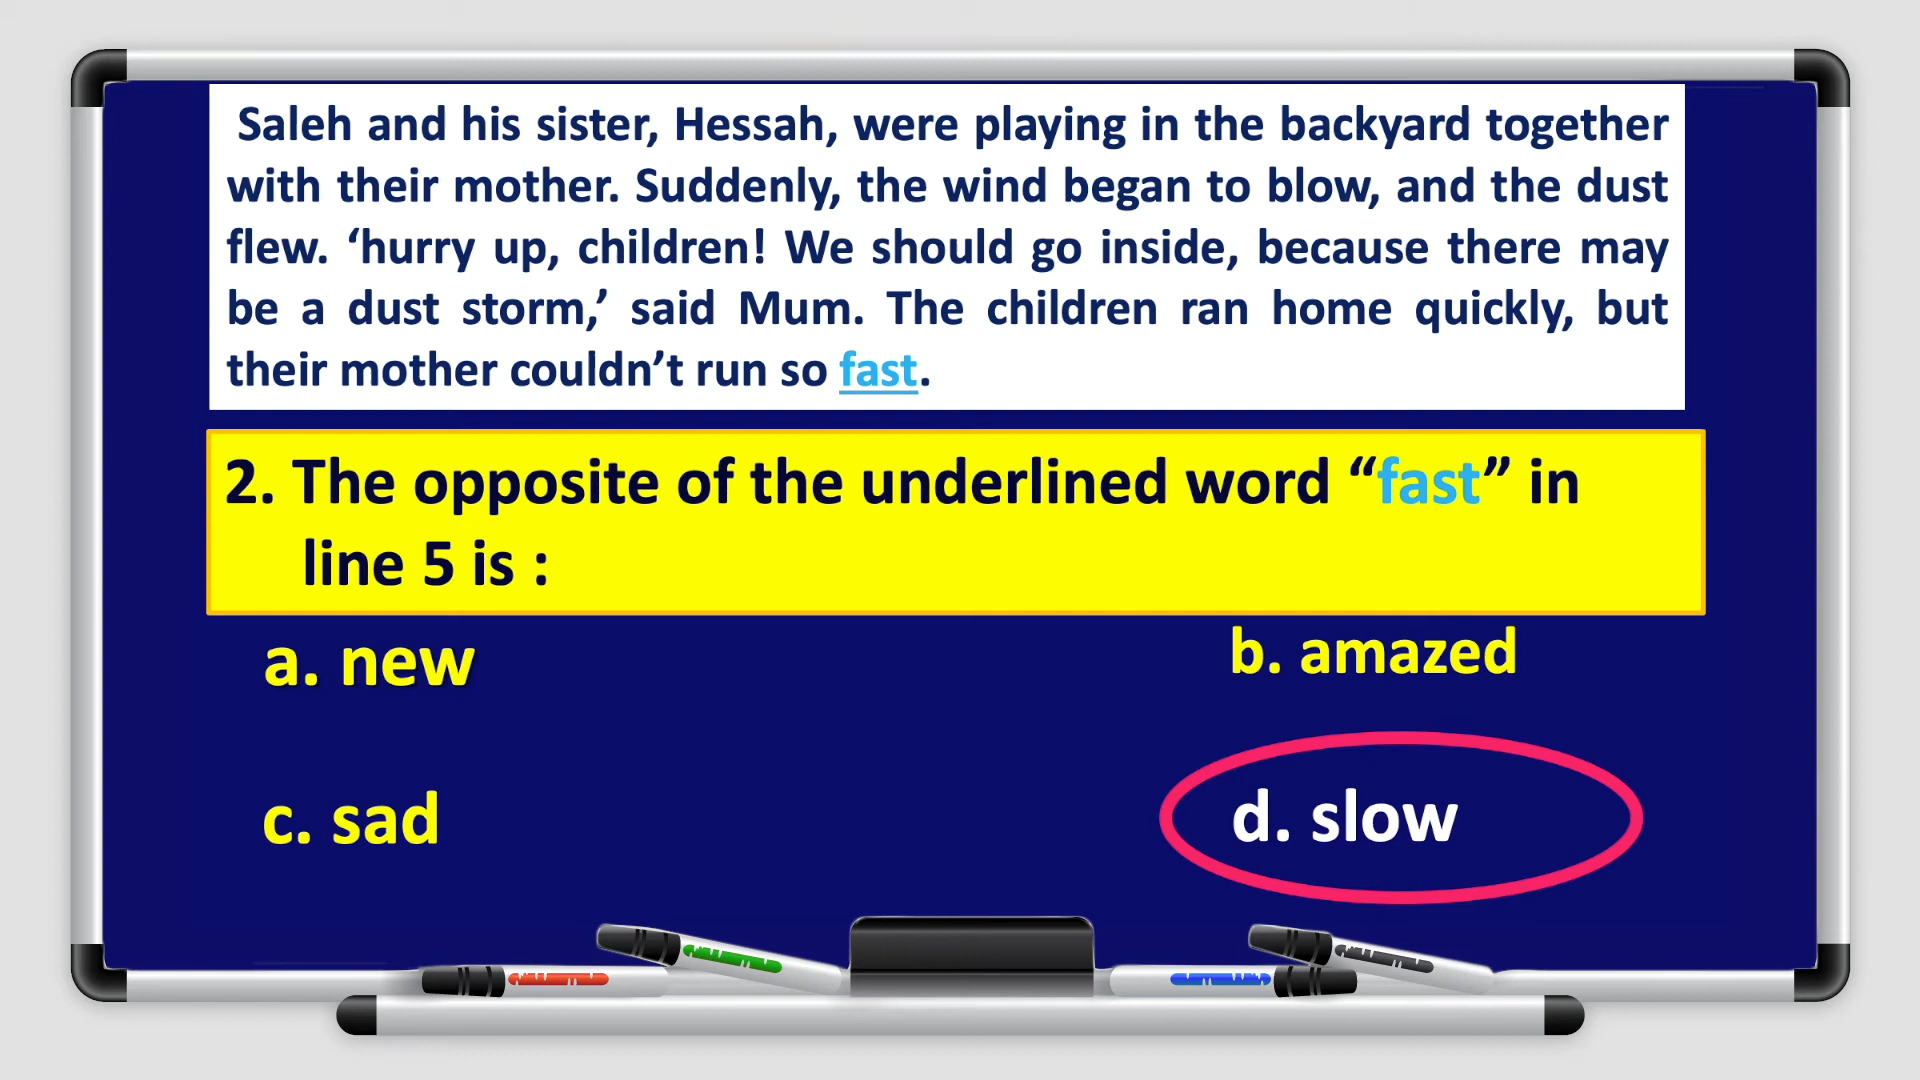 Saleh and his sister, Hessah, were playing in the backyard together
with their mother. Suddenly, the wind began to blow, and the dust
flew. ‘hurry up, children! We should go inside, because there may
be a dust storm,’ said Mum. The children ran home quickly, but
their mother couldn’t run so fast.
2. The opposite of the underlined word “fast” in
line 5 is :
a. new
b. amazed
c. sad
d. slow